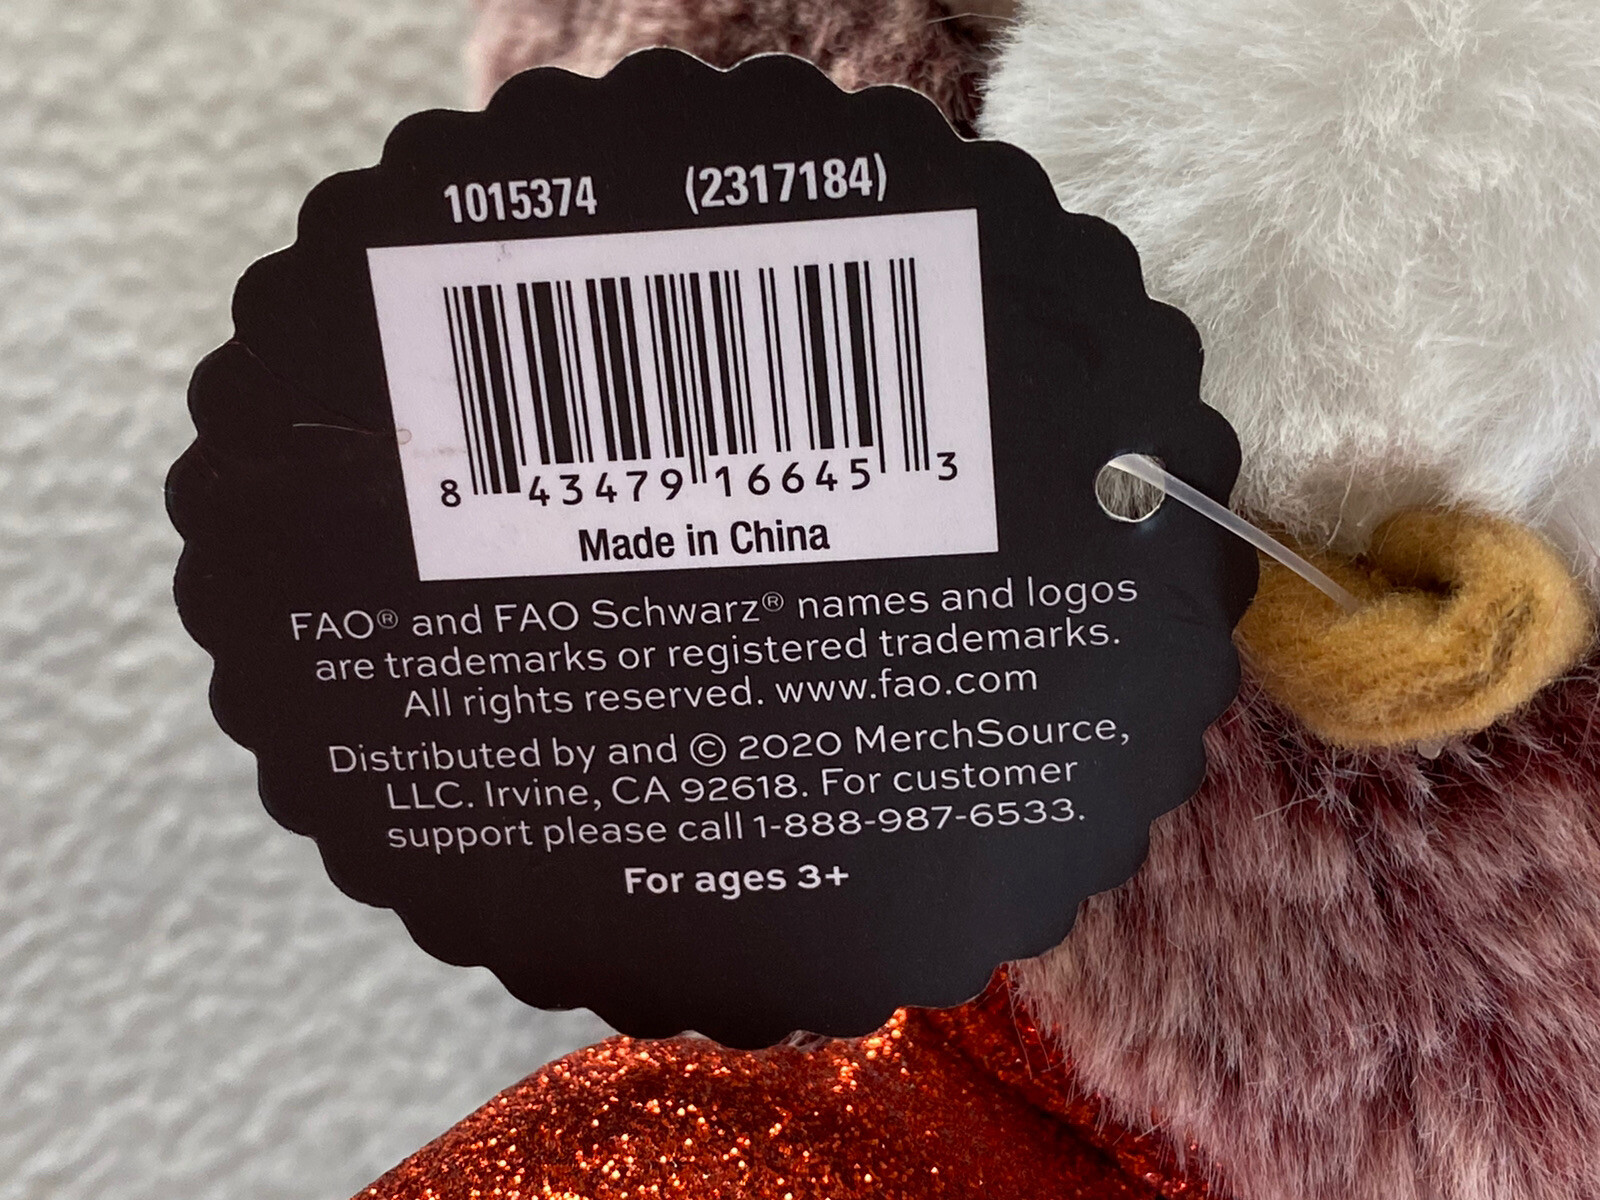 1015374 (2317184)
8 43479 16645 3
Made in China
FAO® and FAO Schwarz® names and logos
are trademarks or registered trademarks.
All rights reserved. www.fao.com
Distributed by and © 2020 MerchSource,
LLC. Irvine, CA 92618. For customer
support please call 1-888-987-6533.
For ages 3+